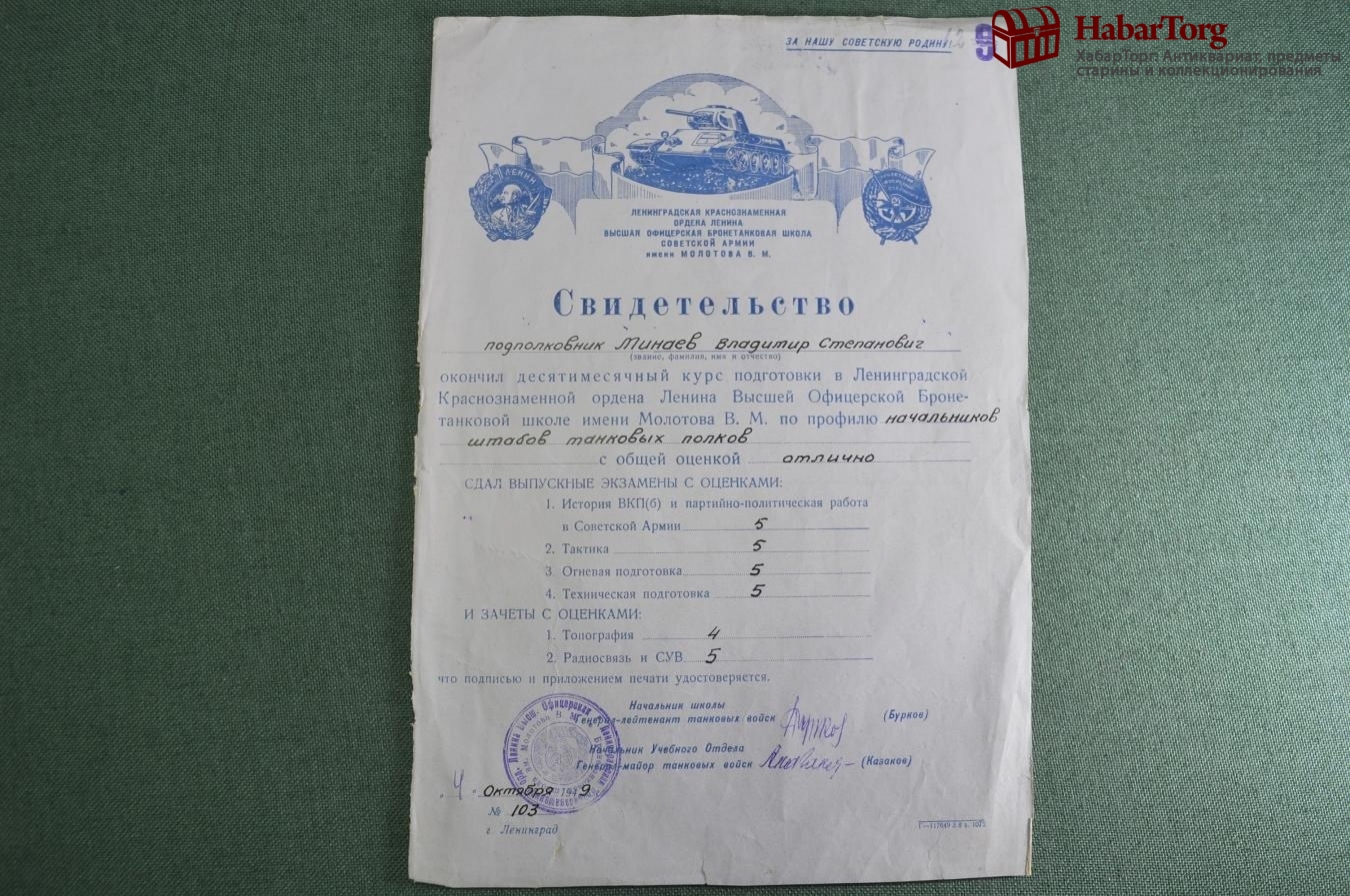 HabarTorg
ХабарТорг: Антиквариат, предметы
старины и коллекционирования
ЗА НАШУ СОВЕТСКУЮ РОДИНУ!
9
ЛЕНИН
ЛЕНИНГРАДСКАЯ КРАСНОЗНАМЕННАЯ
ОРДЕНА ЛЕНИНА
ВЫСШАЯ ОФИЦЕРСКАЯ БРОНЕТАНКОВАЯ ШКОЛА
СОВЕТСКОЙ АРМИИ
имени МОЛОТОВА В. М.
Свидетельство
подполковник Минаев Владимир Степанович
(звание, фамилия, имя и отчество)
окончил десятимесячный курс подготовки в Ленинградской
Краснознаменной ордена Ленина Высшей Офицерской Броне-
танковой школе имени Молотова В. М. по профилю начальников
штабов танковых полков
с общей оценкой отлично
СДАЛ ВЫПУСКНЫЕ ЭКЗАМЕНЫ С ОЦЕНКАМИ:
1. История ВКП(б) и партийно-политическая работа
в Советской Армии 5
2. Тактика 5
3. Огневая подготовка 5
4. Техническая подготовка 5
И ЗАЧЕТЫ С ОЦЕНКАМИ:
1. Топография 4
2. Радиосвязь и СУВ 5
что подписью и приложением печати удостоверяется.
Начальник школы
Генерал-лейтенант танковых войск (Бурков)
Начальник Учебного Отдела
Генерал-майор танковых войск (Казаков)
"4" Октября 1949 г.
№ 103
г. Ленинград